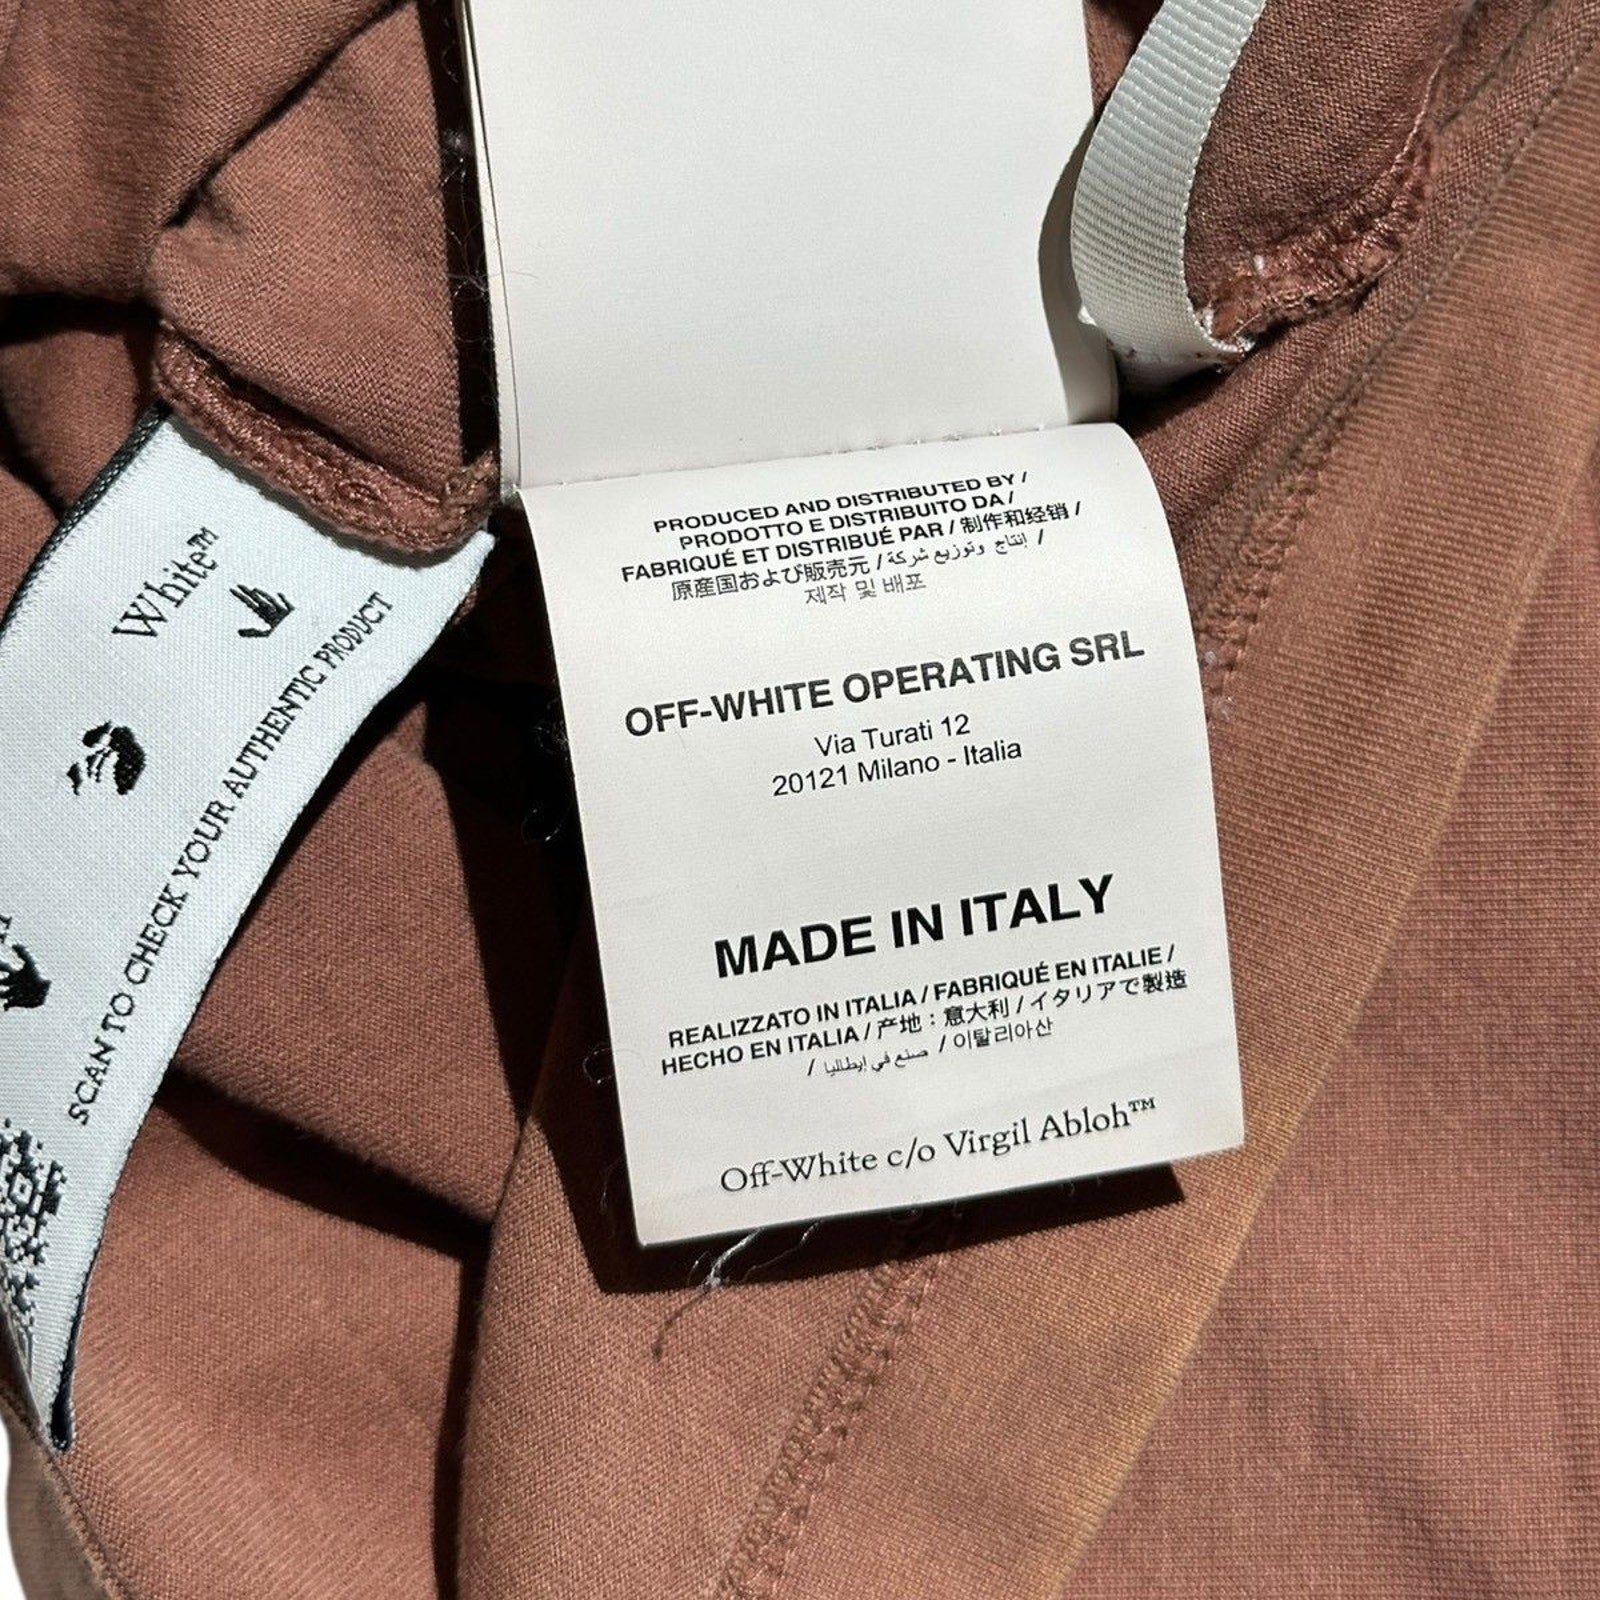 PRODUCED AND DISTRIBUTED BY /
PRODOTTO E DISTRIBUITO DA /
FABRIQUÉ ET DISTRIBUÉ PAR / 制作和经销 /
原産国および販売元 / إنتاج وتوزيع شركة /
제작 및 배포
OFF-WHITE OPERATING SRL
Via Turati 12
20121 Milano - Italia
MADE IN ITALY
REALIZZATO IN ITALIA / FABRIQUÉ EN ITALIE /
HECHO EN ITALIA / 产地：意大利 / イタリアで製造
/ صنع في إيطاليا / 이탈리아산
Off-White c/o Virgil Abloh™
White™
SCAN TO CHECK YOUR AUTHENTIC PRODUCT